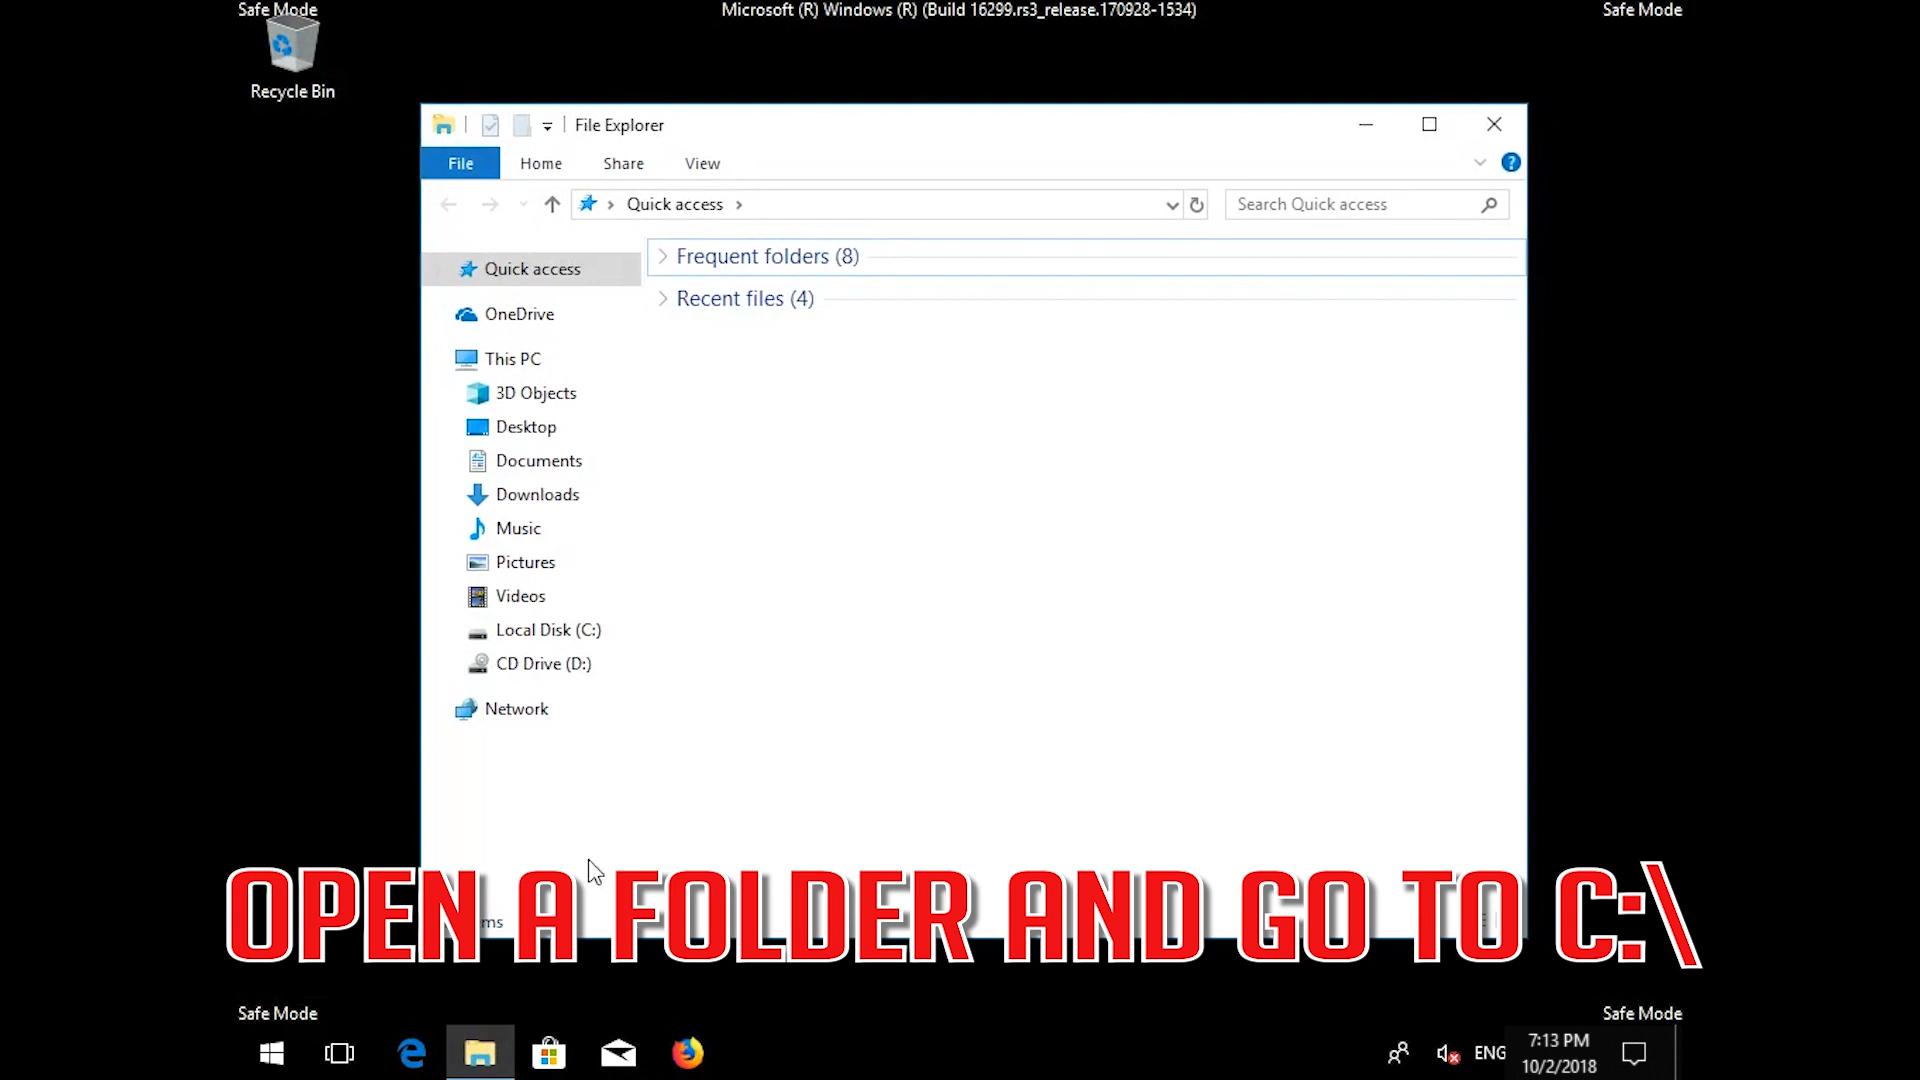 Safe Mode
Microsoft (R) Windows (R) (Build 16299.rs3_release.170928-1534)
Safe Mode
Recycle Bin
File Explorer
File Home Share View
Quick access
Search Quick access
Quick access
Frequent folders (8)
Recent files (4)
OneDrive
This PC
3D Objects
Desktop
Documents
Downloads
Music
Pictures
Videos
Local Disk (C:)
CD Drive (D:)
Network
OPEN A FOLDER AND GO TO C:\
Safe Mode
Safe Mode
ENG
7:13 PM
10/2/2018